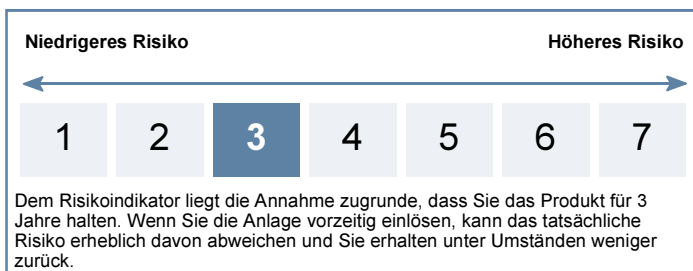 Niedrigeres Risiko Höheres Risiko
1 2 3 4 5 6 7
Dem Risikoindikator liegt die Annahme zugrunde, dass Sie das Produkt für 3
Jahre halten. Wenn Sie die Anlage vorzeitig einlösen, kann das tatsächliche
Risiko erheblich davon abweichen und Sie erhalten unter Umständen weniger
zurück.